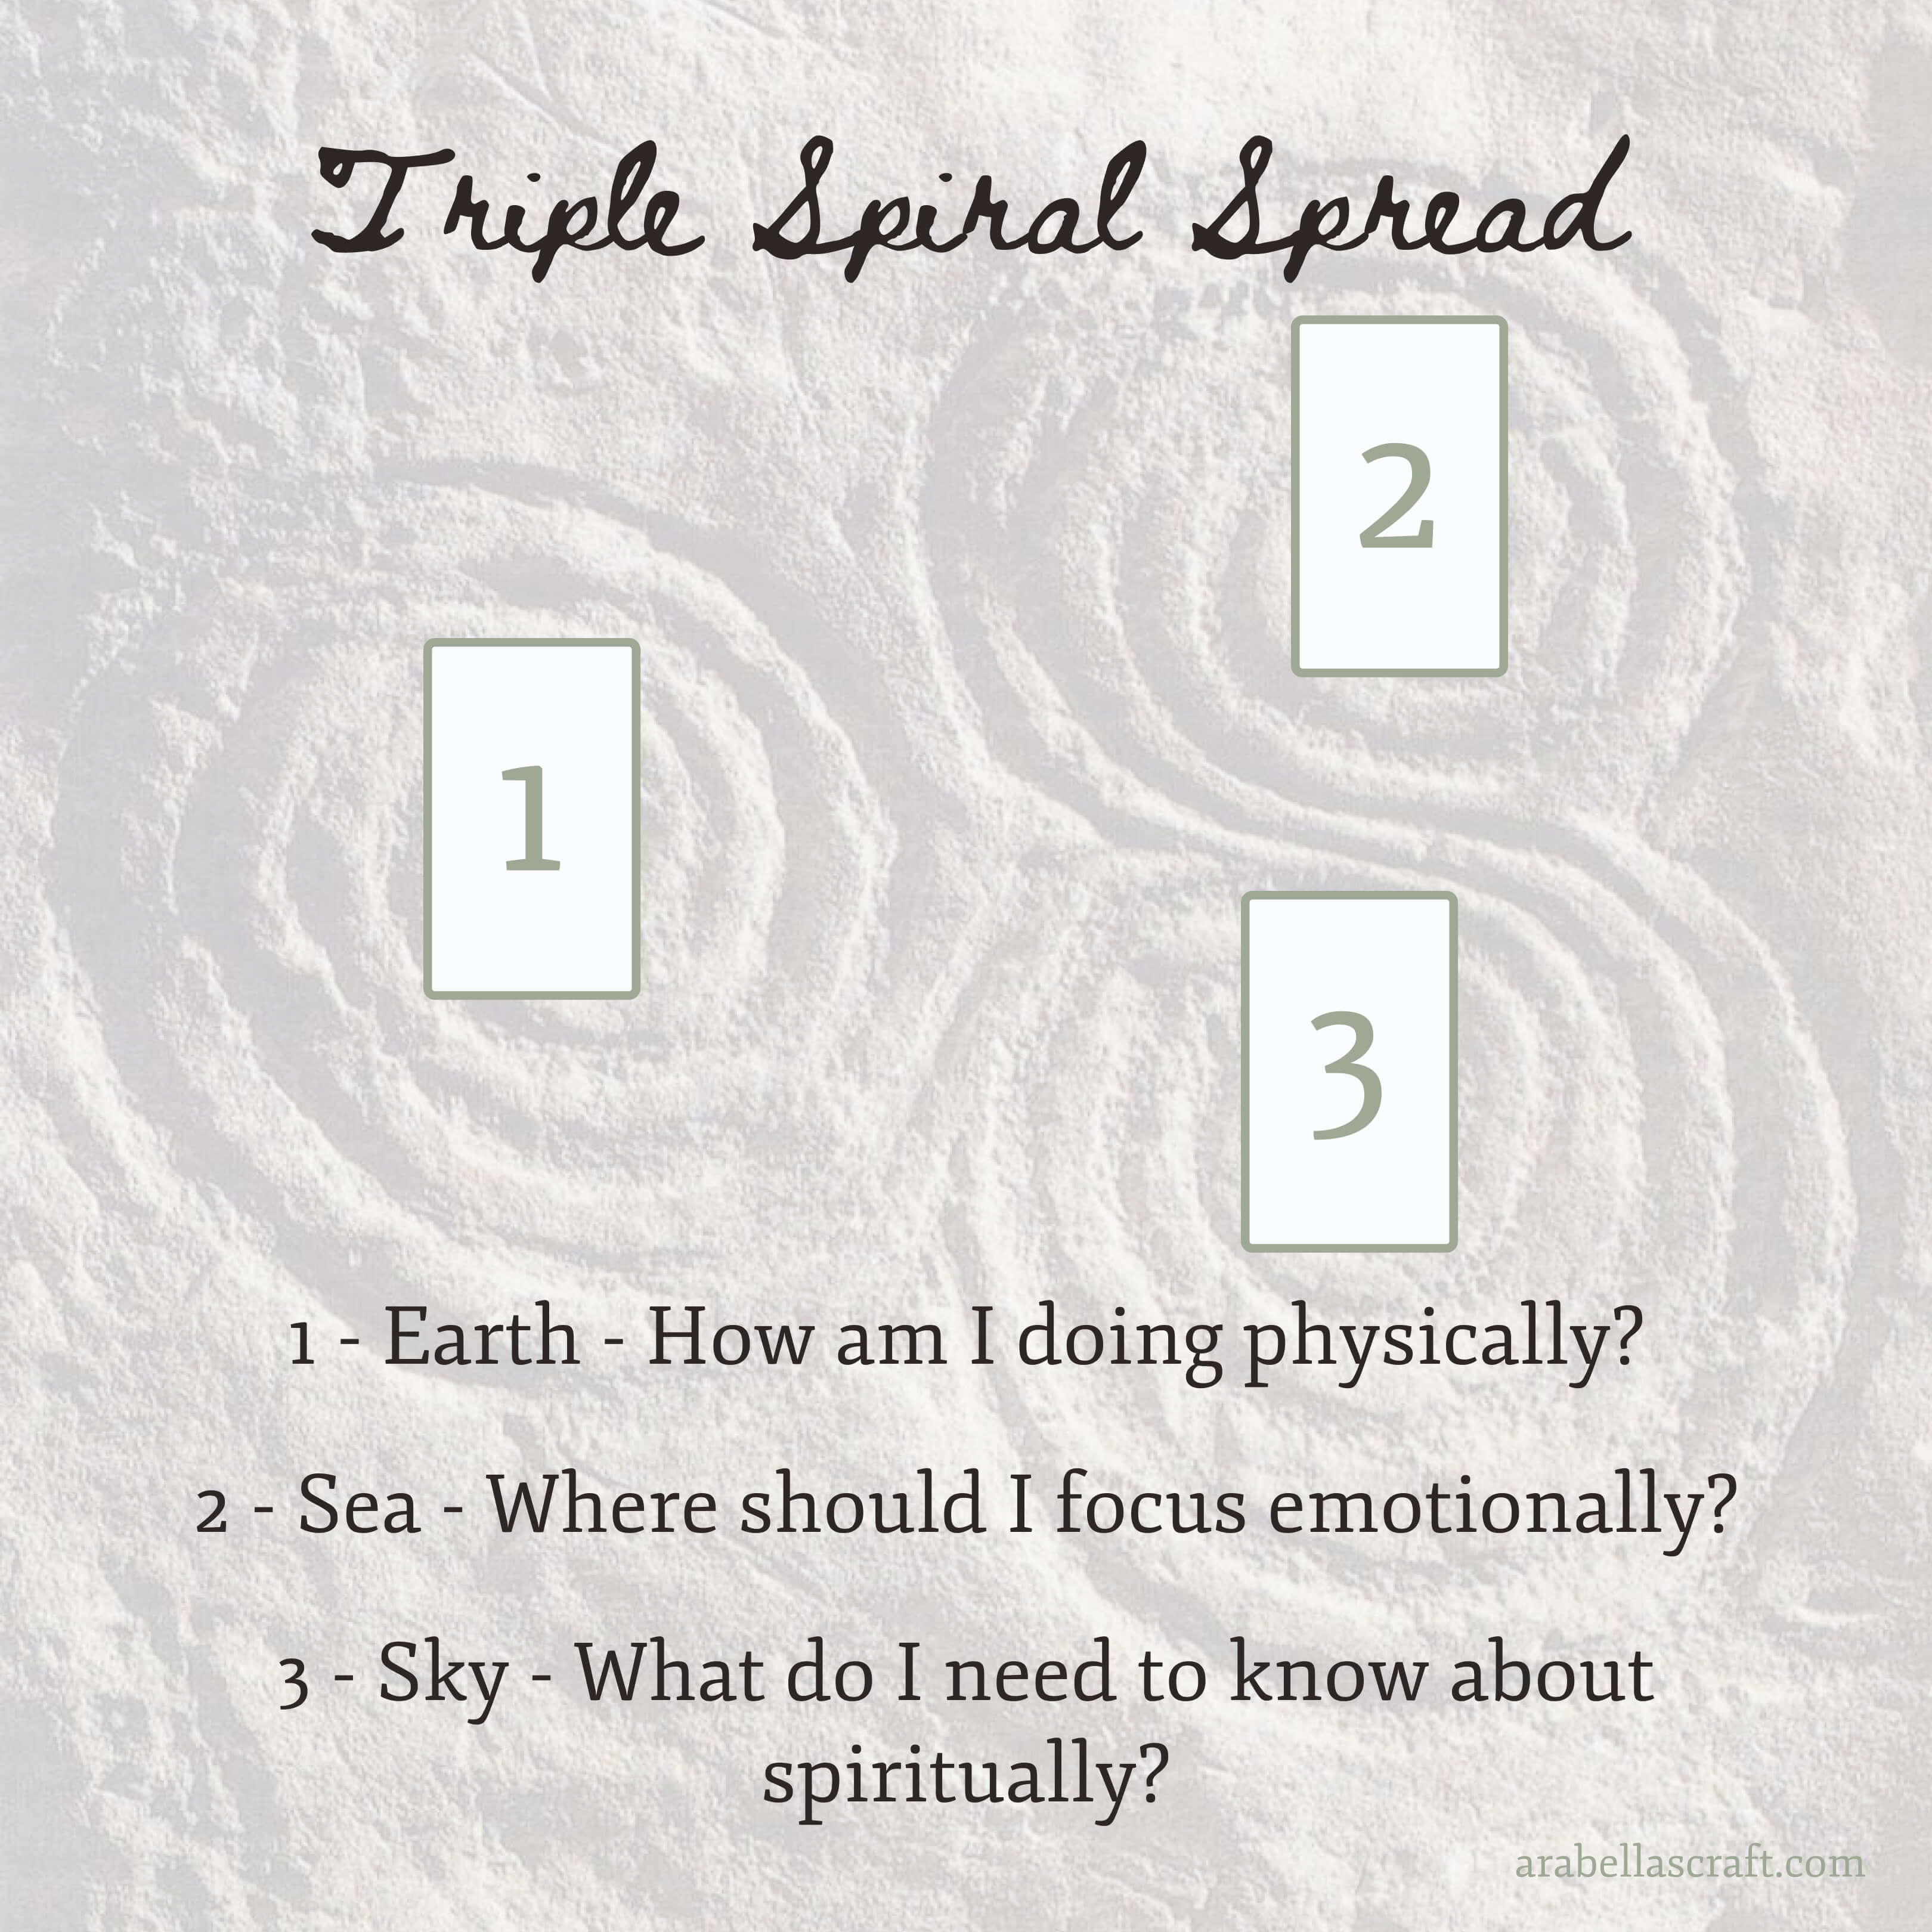 Triple Spiral Spread
2
1
3
1 - Earth - How am I doing physically?
2 - Sea - Where should I focus emotionally?
3 - Sky - What do I need to know about
spiritually?
arabellascraft.com